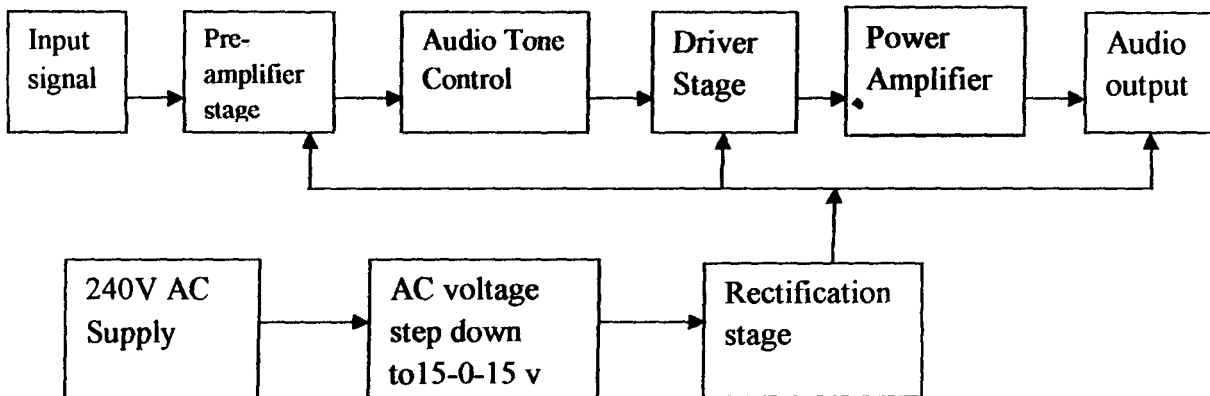 Input
signal
Pre-
amplifier
stage
Audio Tone
Control
Driver
Stage
Power
Amplifier
Audio
output
240V AC
Supply
AC voltage
step down
to15-0-15 v
Rectification
stage